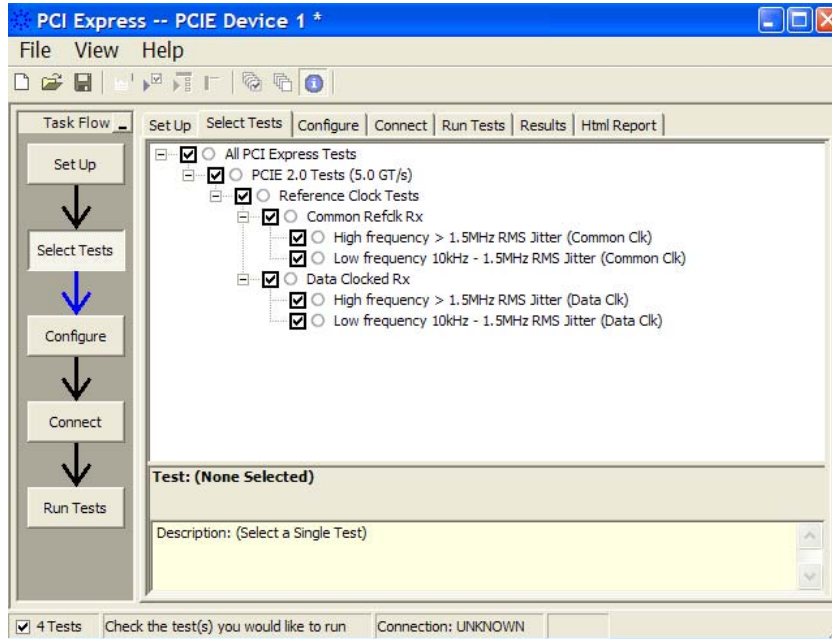 PCI Express -- PCIE Device 1 *
File View Help
Task Flow
Set Up
Select Tests
Configure
Connect
Run Tests
Set Up Select Tests Configure Connect Run Tests Results Html Report
All PCI Express Tests
PCIE 2.0 Tests (5.0 GT/s)
Reference Clock Tests
Common Refclk Rx
High frequency > 1.5MHz RMS Jitter (Common Clk)
Low frequency 10kHz - 1.5MHz RMS Jitter (Common Clk)
Data Clocked Rx
High frequency > 1.5MHz RMS Jitter (Data Clk)
Low frequency 10kHz - 1.5MHz RMS Jitter (Data Clk)
Test: (None Selected)
Description: (Select a Single Test)
4 Tests Check the test(s) you would like to run Connection: UNKNOWN